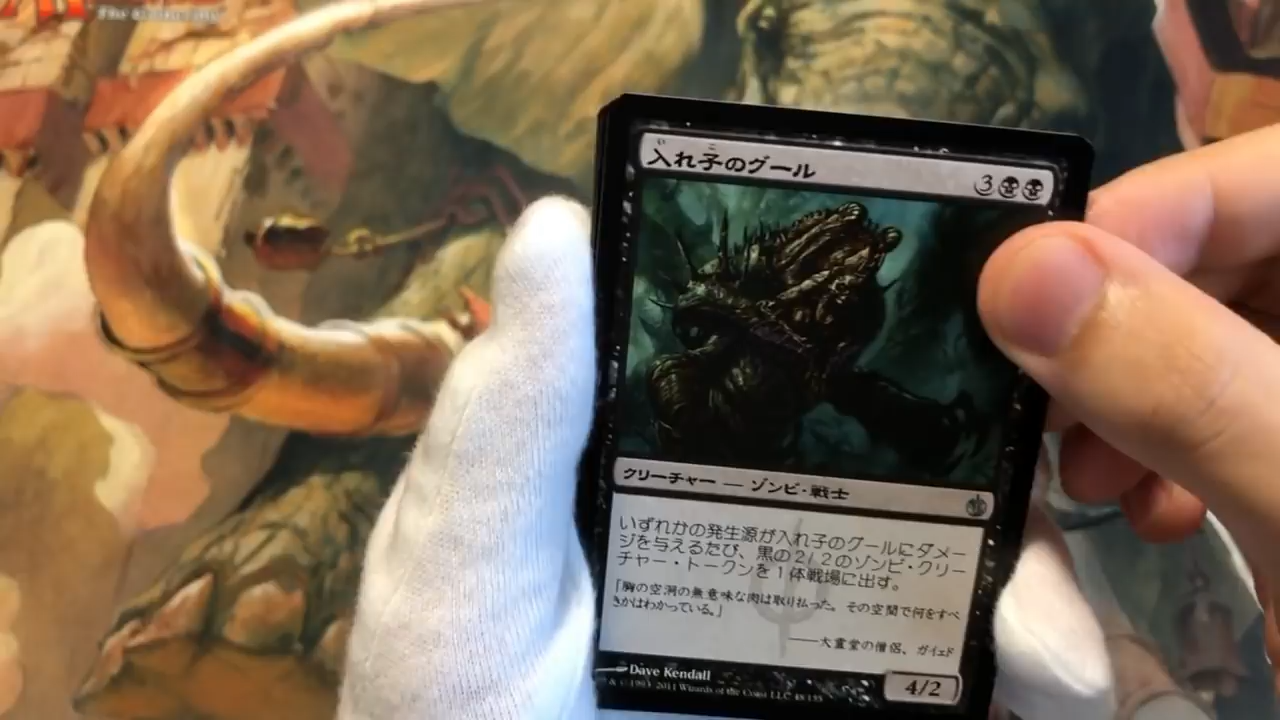 The Gathering
入れ子のグール
3
クリーチャー — ゾンビ・戦士
いずれかの発生源が入れ子のグールにダメー
ジを与えるたび、黒の2/2のゾンビ・クリー
チャー・トークンを1体戦場に出す。
「胸の空洞の無意味な肉は取り払った。その空間で何をすべ
きかはわかっている。」
——大霊堂の僧侶、ガイェド
Dave Kendall
& ©1993–2011 Wizards of the Coast LLC 48/155
4/2